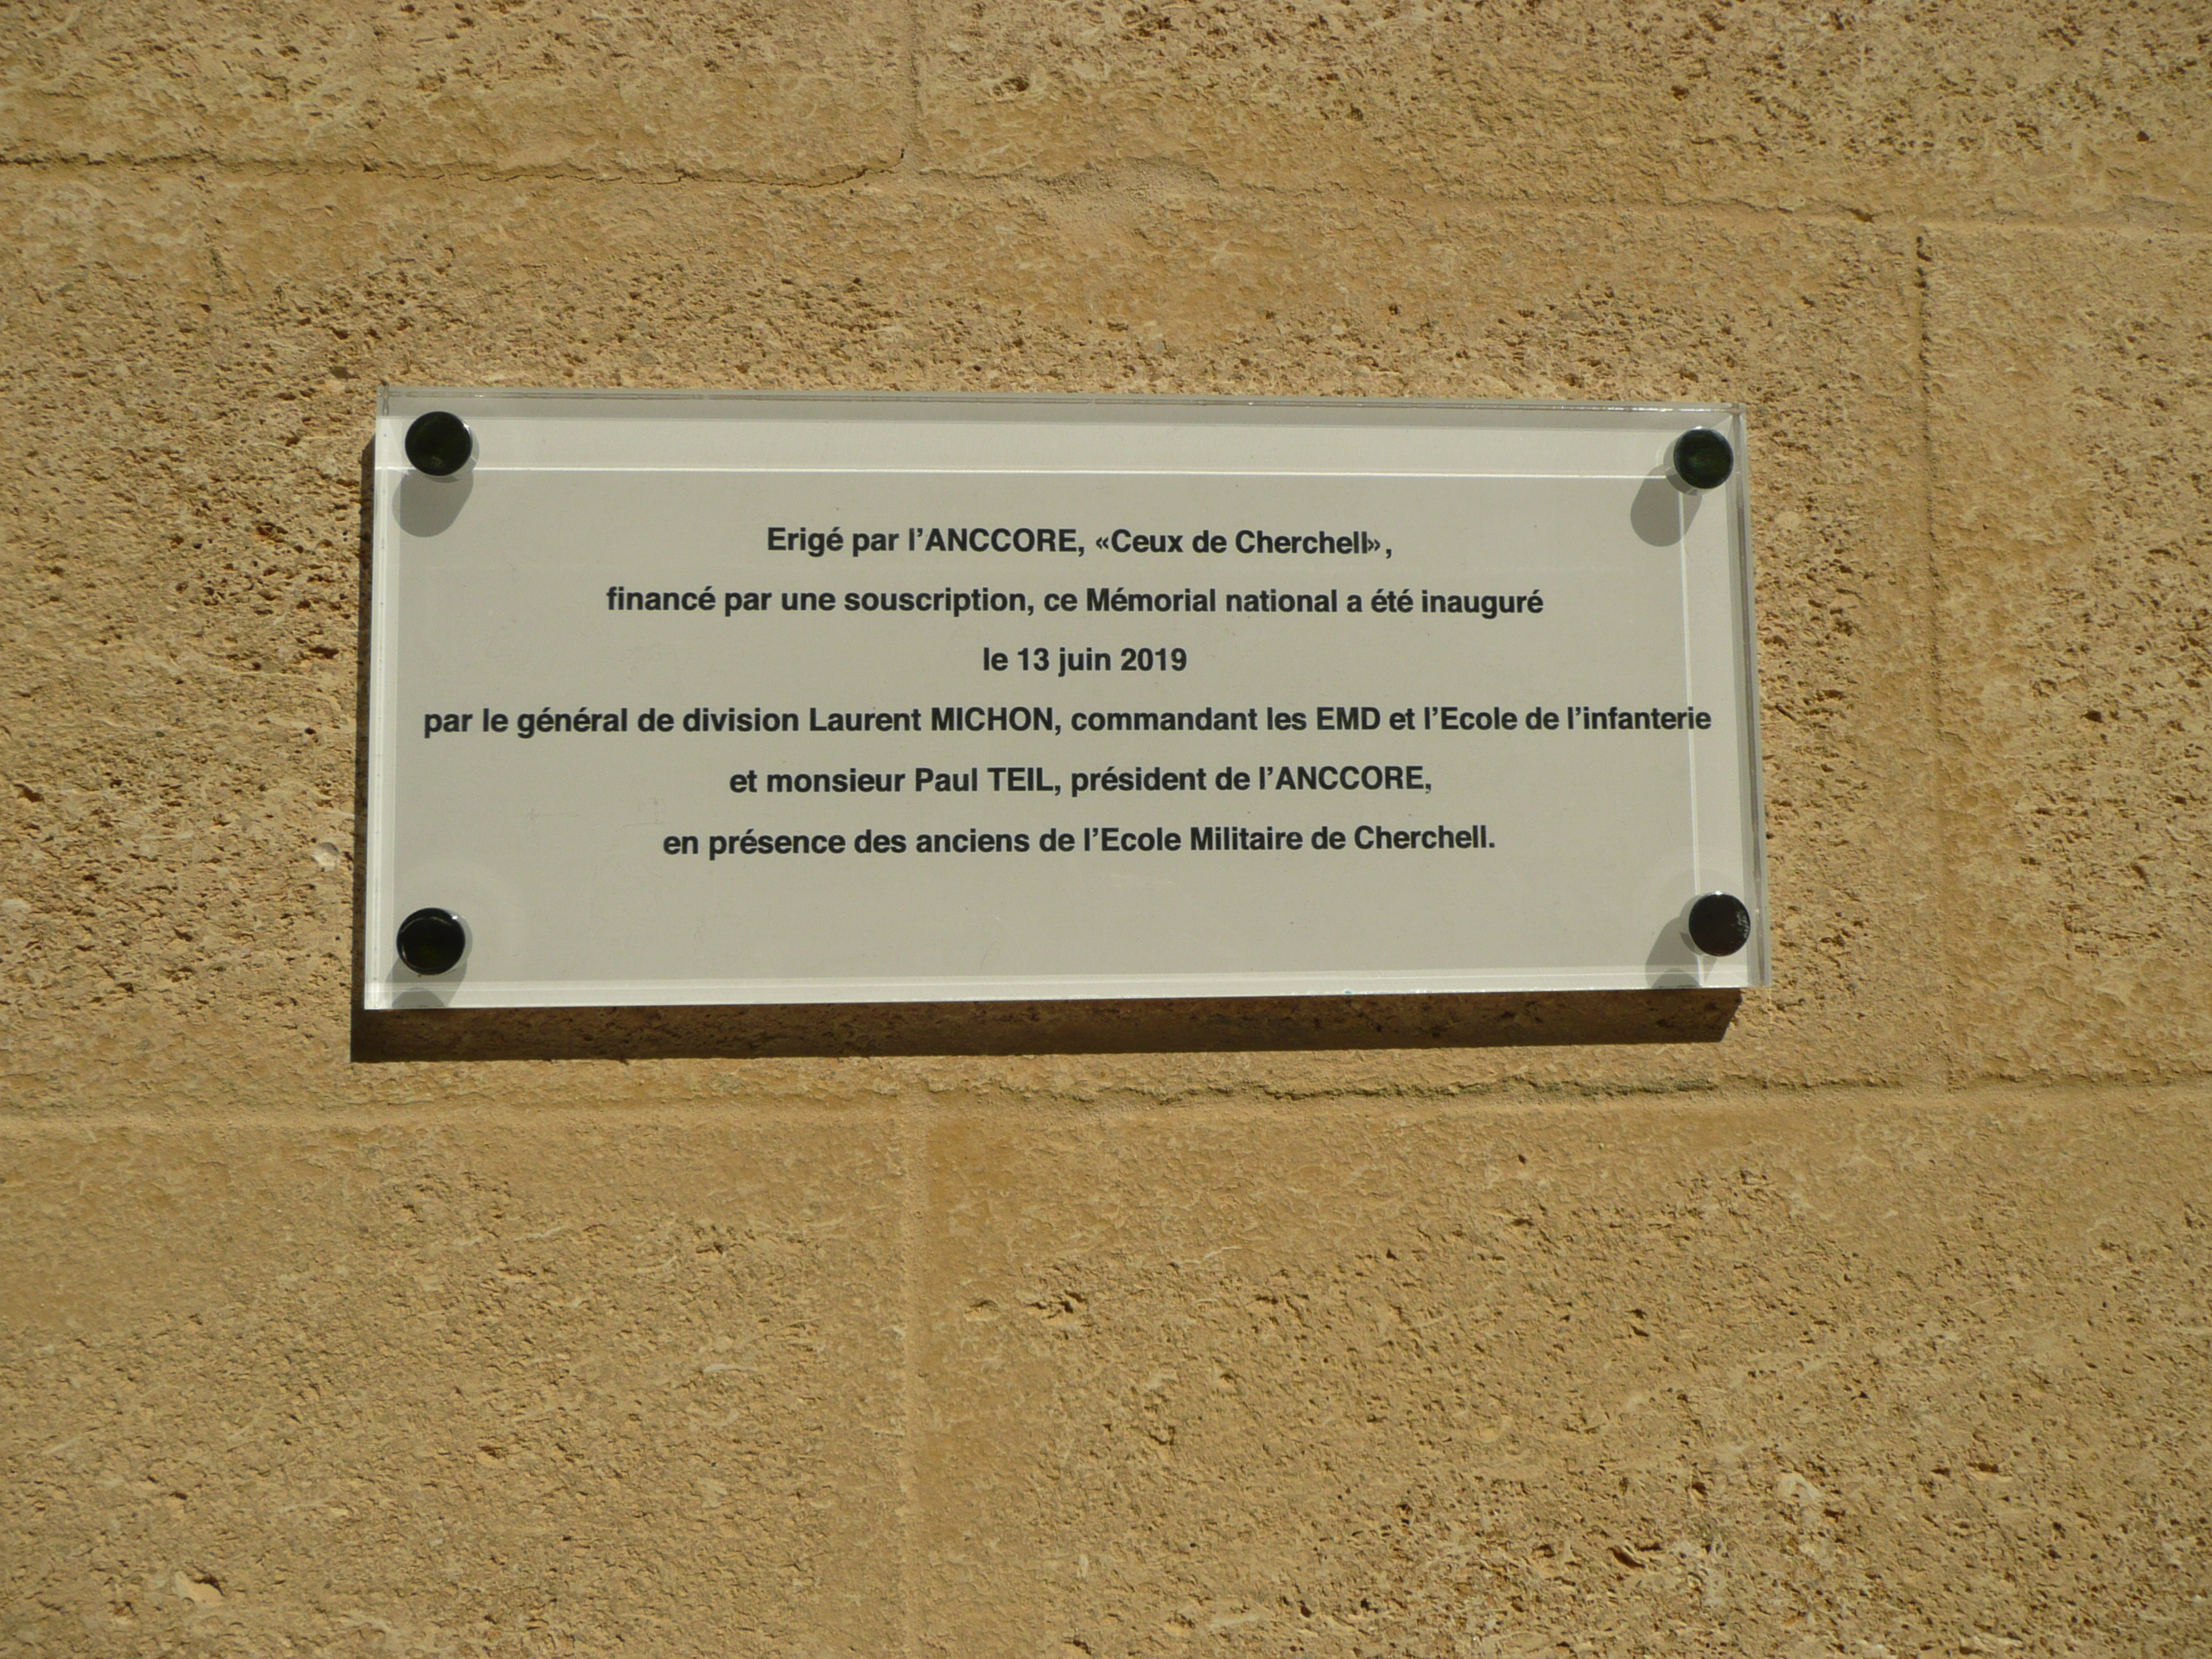 Erigé par l'ANCCORE, «Ceux de Cherchell»,
financé par une souscription, ce Mémorial national a été inauguré
le 13 juin 2019
par le général de division Laurent MICHON, commandant les EMD et l'Ecole de l'infanterie
et monsieur Paul TEIL, président de l'ANCCORE,
en présence des anciens de l'Ecole Militaire de Cherchell.